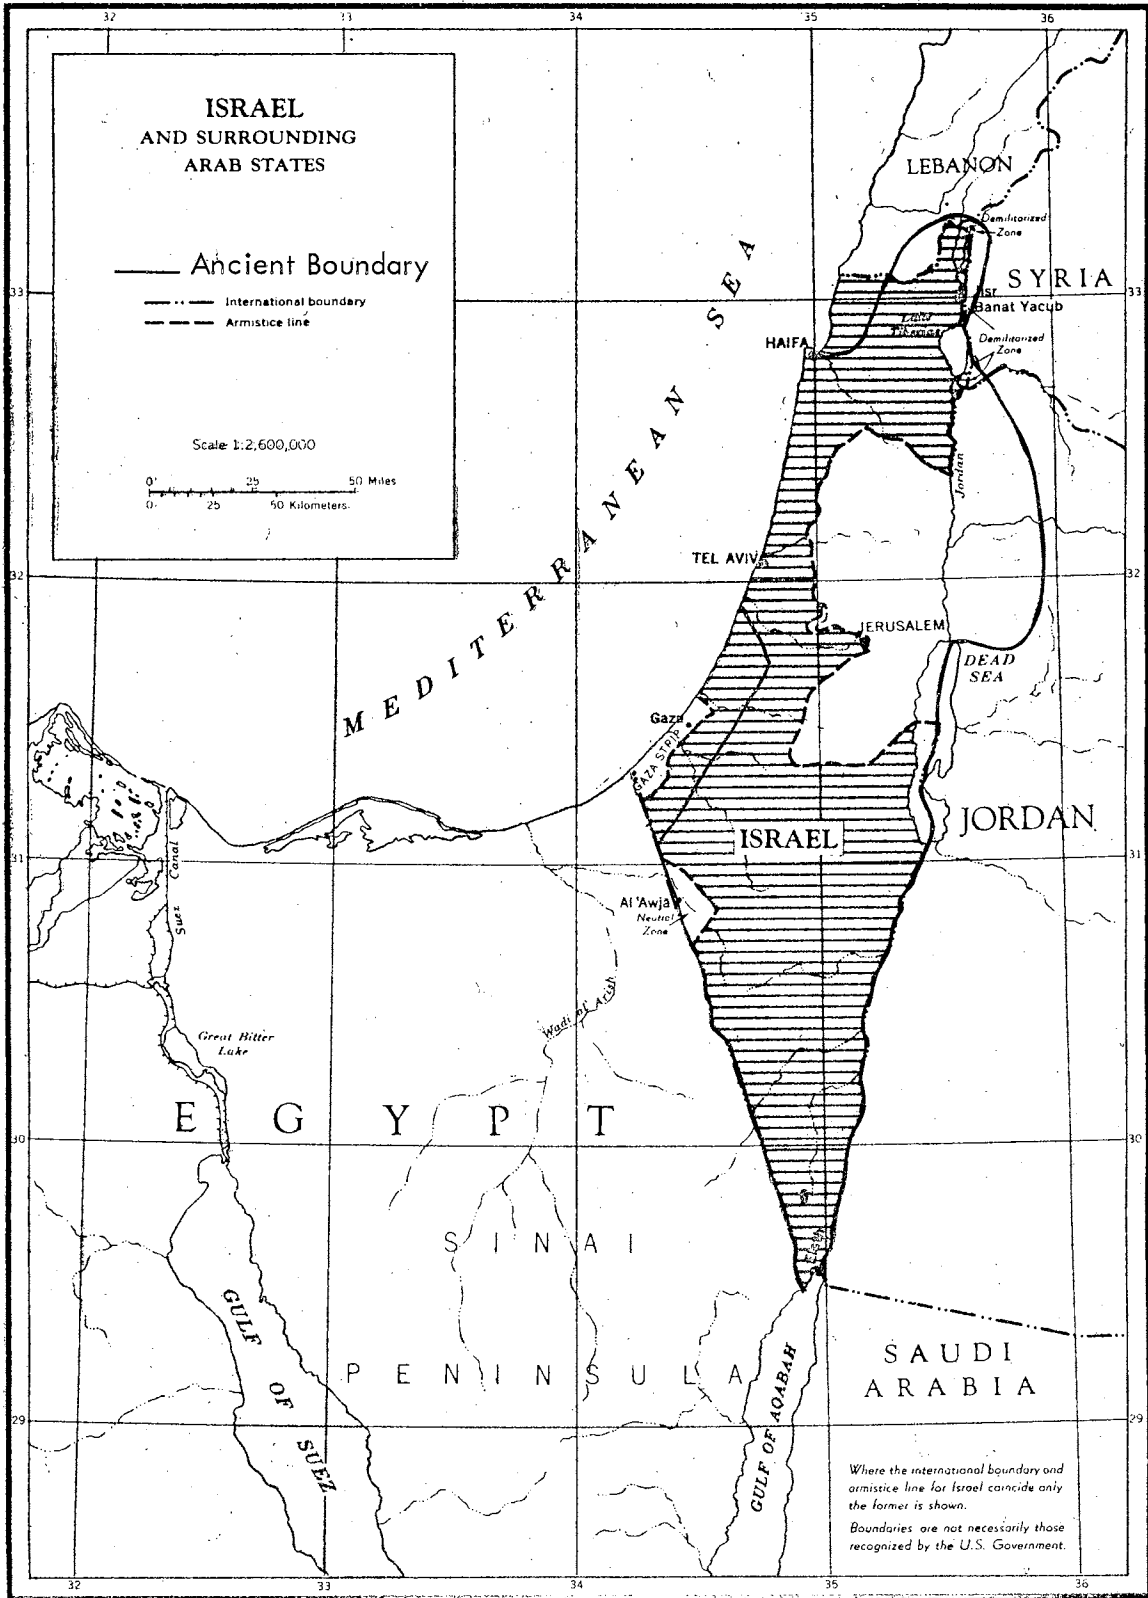 32
33
34
35
36
ISRAEL
AND SURROUNDING
ARAB STATES
Ancient Boundary
International boundary
Armistice line
Scale 1:2,600,000
0 25 50 Miles
0 25 50 Kilometers
MEDITERRANEAN SEA
LEBANON
Demilitarized
Zone
SYRIA
33
33
Banat Yacub
Demilitarized
Zone
HAIFA
Jordan
TEL AVIV
32
32
JERUSALEM
DEAD
SEA
Gaza
GAZA STRIP
JORDAN
ISRAEL
31
31
Suez Canal
Al 'Awja
Neutral
Zone
Wadi al Arish
Great Bitter
Lake
EGYPT
30
30
SINAI
PENINSULA
GULF OF SUEZ
GULF OF AQABAH
SAUDI
ARABIA
29
29
Where the international boundary and
armistice line for Israel coincide only
the former is shown.
Boundaries are not necessarily those
recognized by the U.S. Government.
32
33
34
35
36